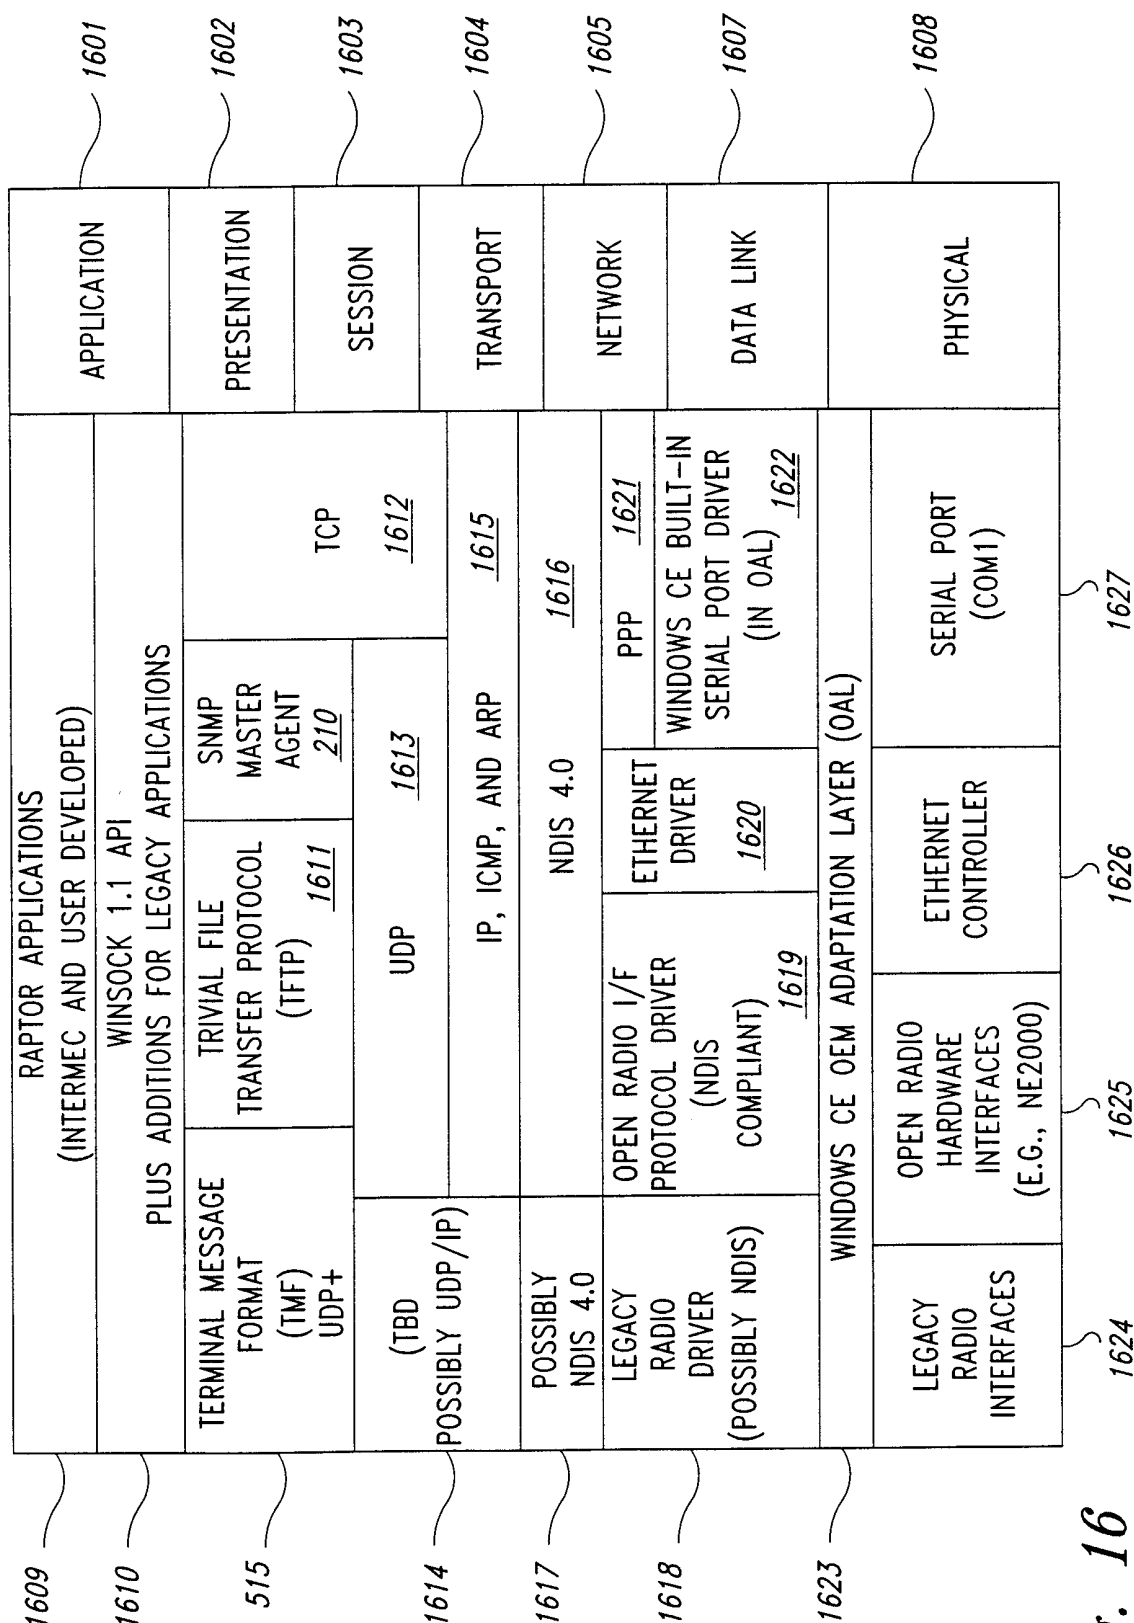 1609
RAPTOR APPLICATIONS
(INTERMEC AND USER DEVELOPED)
APPLICATION
1601
1610
WINSOCK 1.1 API
PLUS ADDITIONS FOR LEGACY APPLICATIONS
PRESENTATION
1602
515
TERMINAL MESSAGE
FORMAT
(TMF)
UDP+
TRIVIAL FILE
TRANSFER PROTOCOL
(TFTP)
1611
SNMP
MASTER
AGENT
210
TCP
1612
SESSION
1603
1614
(TBD
POSSIBLY UDP/IP)
UDP
1613
IP, ICMP, AND ARP
1615
TRANSPORT
1604
1617
POSSIBLY
NDIS 4.0
NDIS 4.0
1616
NETWORK
1605
1618
LEGACY
RADIO
DRIVER
(POSSIBLY NDIS)
OPEN RADIO I/F
PROTOCOL DRIVER
(NDIS
COMPLIANT)
1619
ETHERNET
DRIVER
1620
PPP
1621
WINDOWS CE BUILT-IN
SERIAL PORT DRIVER
(IN OAL)
1622
DATA LINK
1607
1623
WINDOWS CE OEM ADAPTATION LAYER (OAL)
LEGACY
RADIO
INTERFACES
OPEN RADIO
HARDWARE
INTERFACES
(E.G., NE2000)
ETHERNET
CONTROLLER
SERIAL PORT
(COM1)
PHYSICAL
1608
1624
1625
1626
1627
16